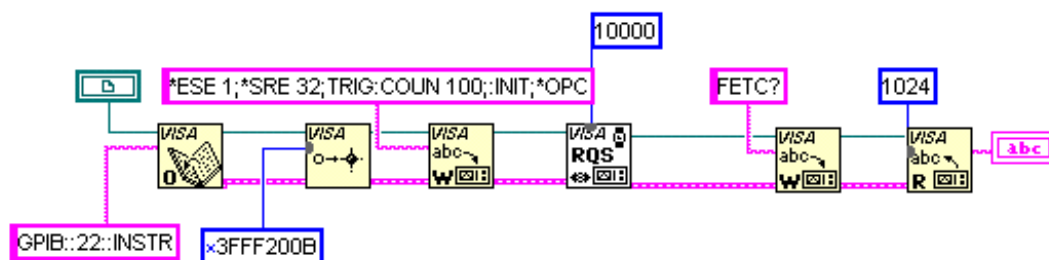 10000
*ESE 1;*SRE 32;TRIG:COUN 100;:INIT;*OPC
FETC?
1024
VISA
O
VISA
VISA
abc
W
VISA
RQS
VISA
abc
W
VISA
abc
R
abc
GPIB::22::INSTR
x3FFF200B